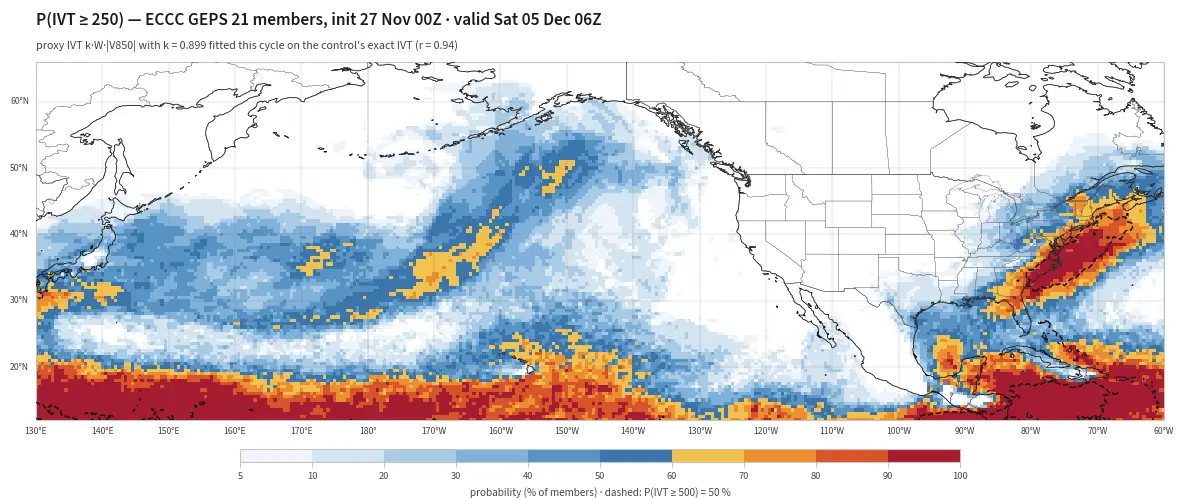 P(IVT ≥ 250) — ECCC GEPS 21 members, init 27 Nov 00Z · valid Sat 05 Dec 06Z
proxy IVT k·W·|V850| with k = 0.899 fitted this cycle on the control's exact IVT (r = 0.94)
60°N
50°N
40°N
30°N
20°N
130°E 140°E 150°E 160°E 170°E 180° 170°W 160°W 150°W 140°W 130°W 120°W 110°W 100°W 90°W 80°W 70°W 60°W
5 10 20 30 40 50 60 70 80 90 100
probability (% of members) · dashed: P(IVT ≥ 500) = 50 %